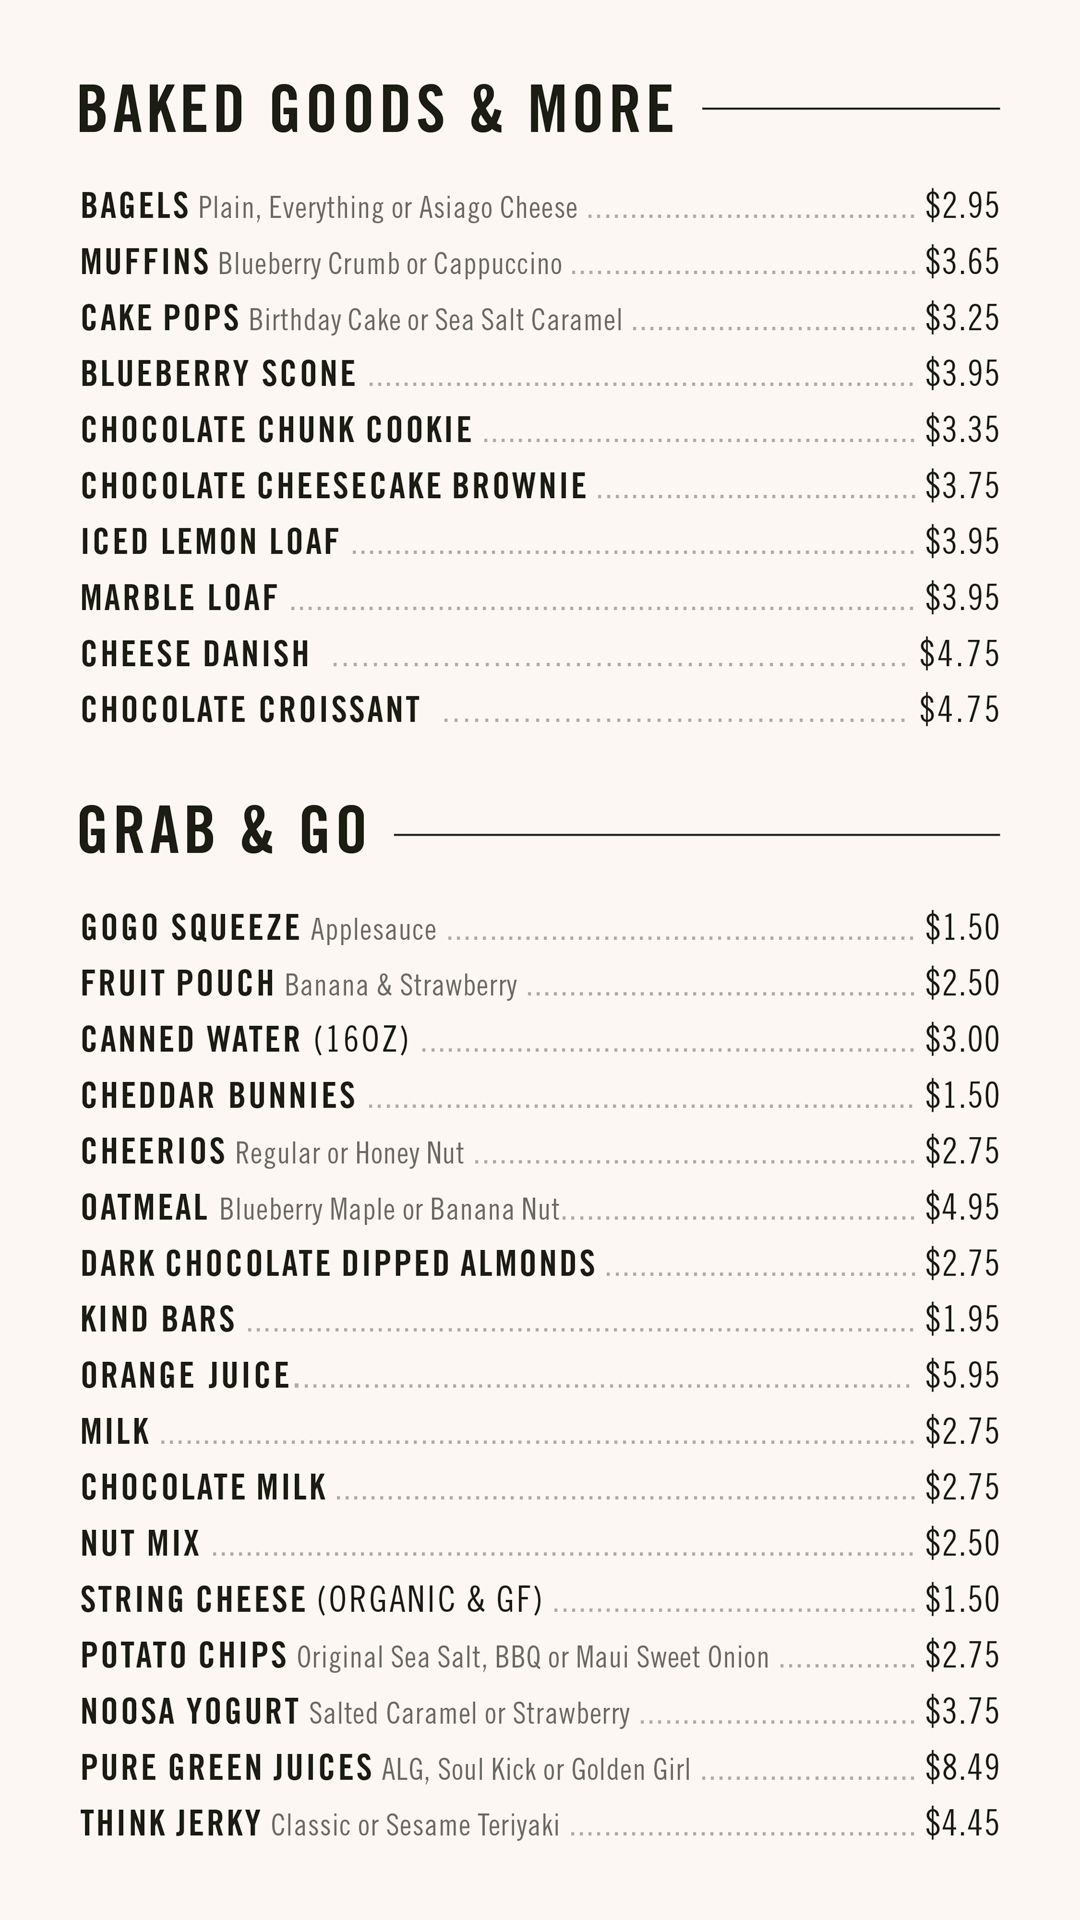 BAKED GOODS & MORE
BAGELS Plain, Everything or Asiago Cheese $2.95
MUFFINS Blueberry Crumb or Cappuccino $3.65
CAKE POPS Birthday Cake or Sea Salt Caramel $3.25
BLUEBERRY SCONE $3.95
CHOCOLATE CHUNK COOKIE $3.35
CHOCOLATE CHEESECAKE BROWNIE $3.75
ICED LEMON LOAF $3.95
MARBLE LOAF $3.95
CHEESE DANISH $4.75
CHOCOLATE CROISSANT $4.75
GRAB & GO
GOGO SQUEEZE Applesauce $1.50
FRUIT POUCH Banana & Strawberry $2.50
CANNED WATER (16OZ) $3.00
CHEDDAR BUNNIES $1.50
CHEERIOS Regular or Honey Nut $2.75
OATMEAL Blueberry Maple or Banana Nut $4.95
DARK CHOCOLATE DIPPED ALMONDS $2.75
KIND BARS $1.95
ORANGE JUICE $5.95
MILK $2.75
CHOCOLATE MILK $2.75
NUT MIX $2.50
STRING CHEESE (ORGANIC & GF) $1.50
POTATO CHIPS Original Sea Salt, BBQ or Maui Sweet Onion $2.75
NOOSA YOGURT Salted Caramel or Strawberry $3.75
PURE GREEN JUICES ALG, Soul Kick or Golden Girl $8.49
THINK JERKY Classic or Sesame Teriyaki $4.45